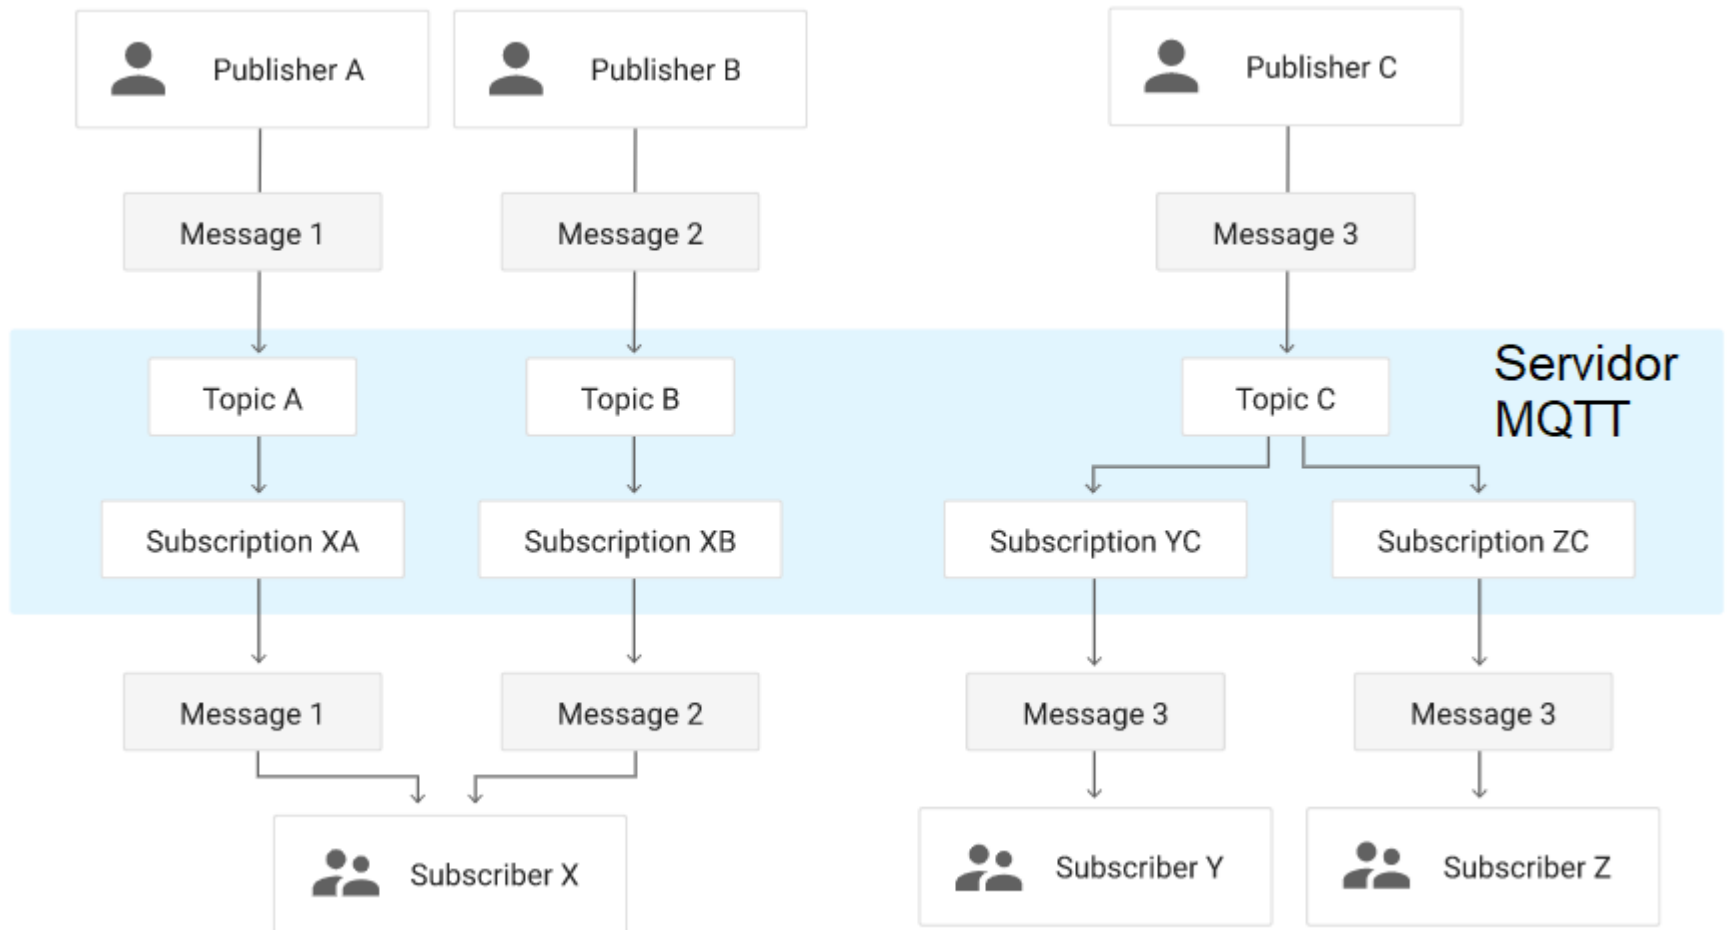 Publisher A
Publisher B
Publisher C
Message 1
Message 2
Message 3
Servidor
MQTT
Topic A
Topic B
Topic C
Subscription XA
Subscription XB
Subscription YC
Subscription ZC
Message 1
Message 2
Message 3
Message 3
Subscriber X
Subscriber Y
Subscriber Z